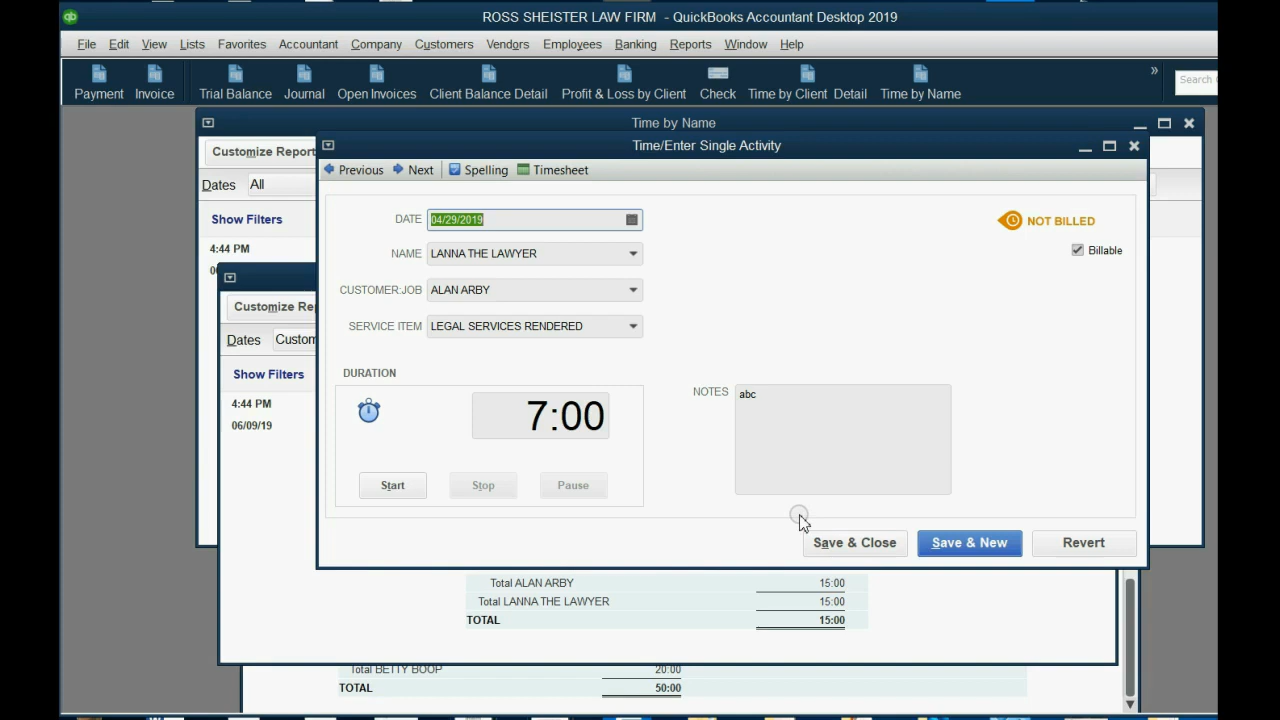 ROSS SHEISTER LAW FIRM - QuickBooks Accountant Desktop 2019
File Edit View Lists Favorites Accountant Company Customers Vendors Employees Banking Reports Window Help
Payment Invoice Trial Balance Journal Open Invoices Client Balance Detail Profit & Loss by Client Check Time by Client Detail Time by Name
» Search
Time by Name
Customize Report
Dates All
Show Filters
4:44 PM
Time/Enter Single Activity
Previous Next Spelling Timesheet
DATE 04/29/2019
NOT BILLED
Billable
NAME LANNA THE LAWYER
CUSTOMER:JOB ALAN ARBY
SERVICE ITEM LEGAL SERVICES RENDERED
DURATION
7:00
NOTES abc
Start Stop Pause
Save & Close Save & New Revert
Customize Rep
Dates Custom
Show Filters
4:44 PM
06/09/19
Total ALAN ARBY 15:00
Total LANNA THE LAWYER 15:00
TOTAL 15:00
Total BETTY BOOP 20:00
TOTAL 50:00